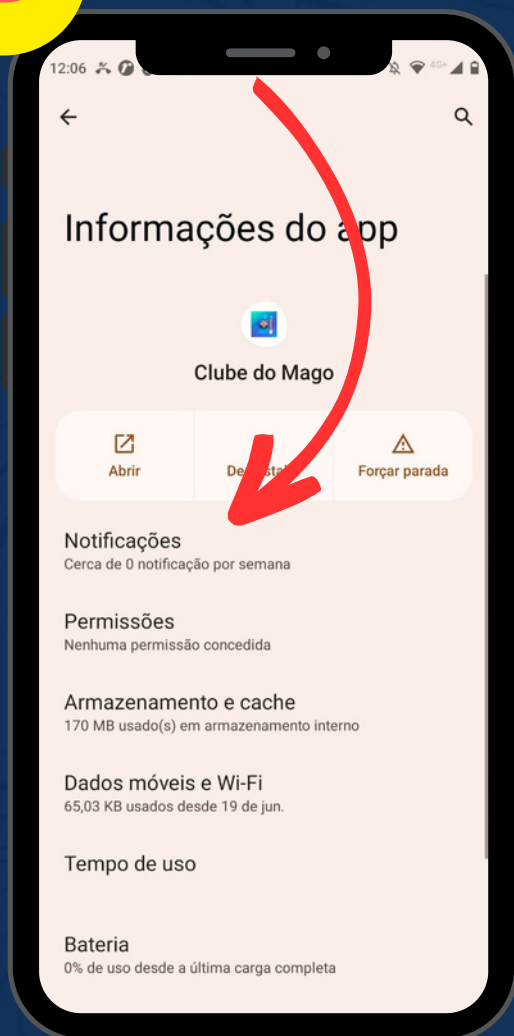 12:06
4G+
Informações do app
Clube do Mago
Abrir
Forçar parada
Notificações
Cerca de 0 notificação por semana
Permissões
Nenhuma permissão concedida
Armazenamento e cache
170 MB usado(s) em armazenamento interno
Dados móveis e Wi-Fi
65,03 KB usados desde 19 de jun.
Tempo de uso
Bateria
0% de uso desde a última carga completa